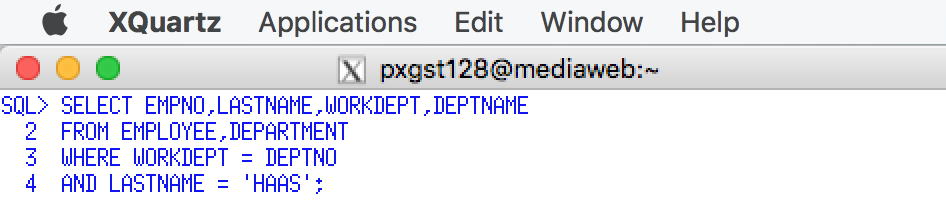 XQuartz Applications Edit Window Help
X pxgst128@mediaweb:~
SQL> SELECT EMPNO,LASTNAME,WORKDEPT,DEPTNAME
2 FROM EMPLOYEE,DEPARTMENT
3 WHERE WORKDEPT = DEPTNO
4 AND LASTNAME = 'HAAS';